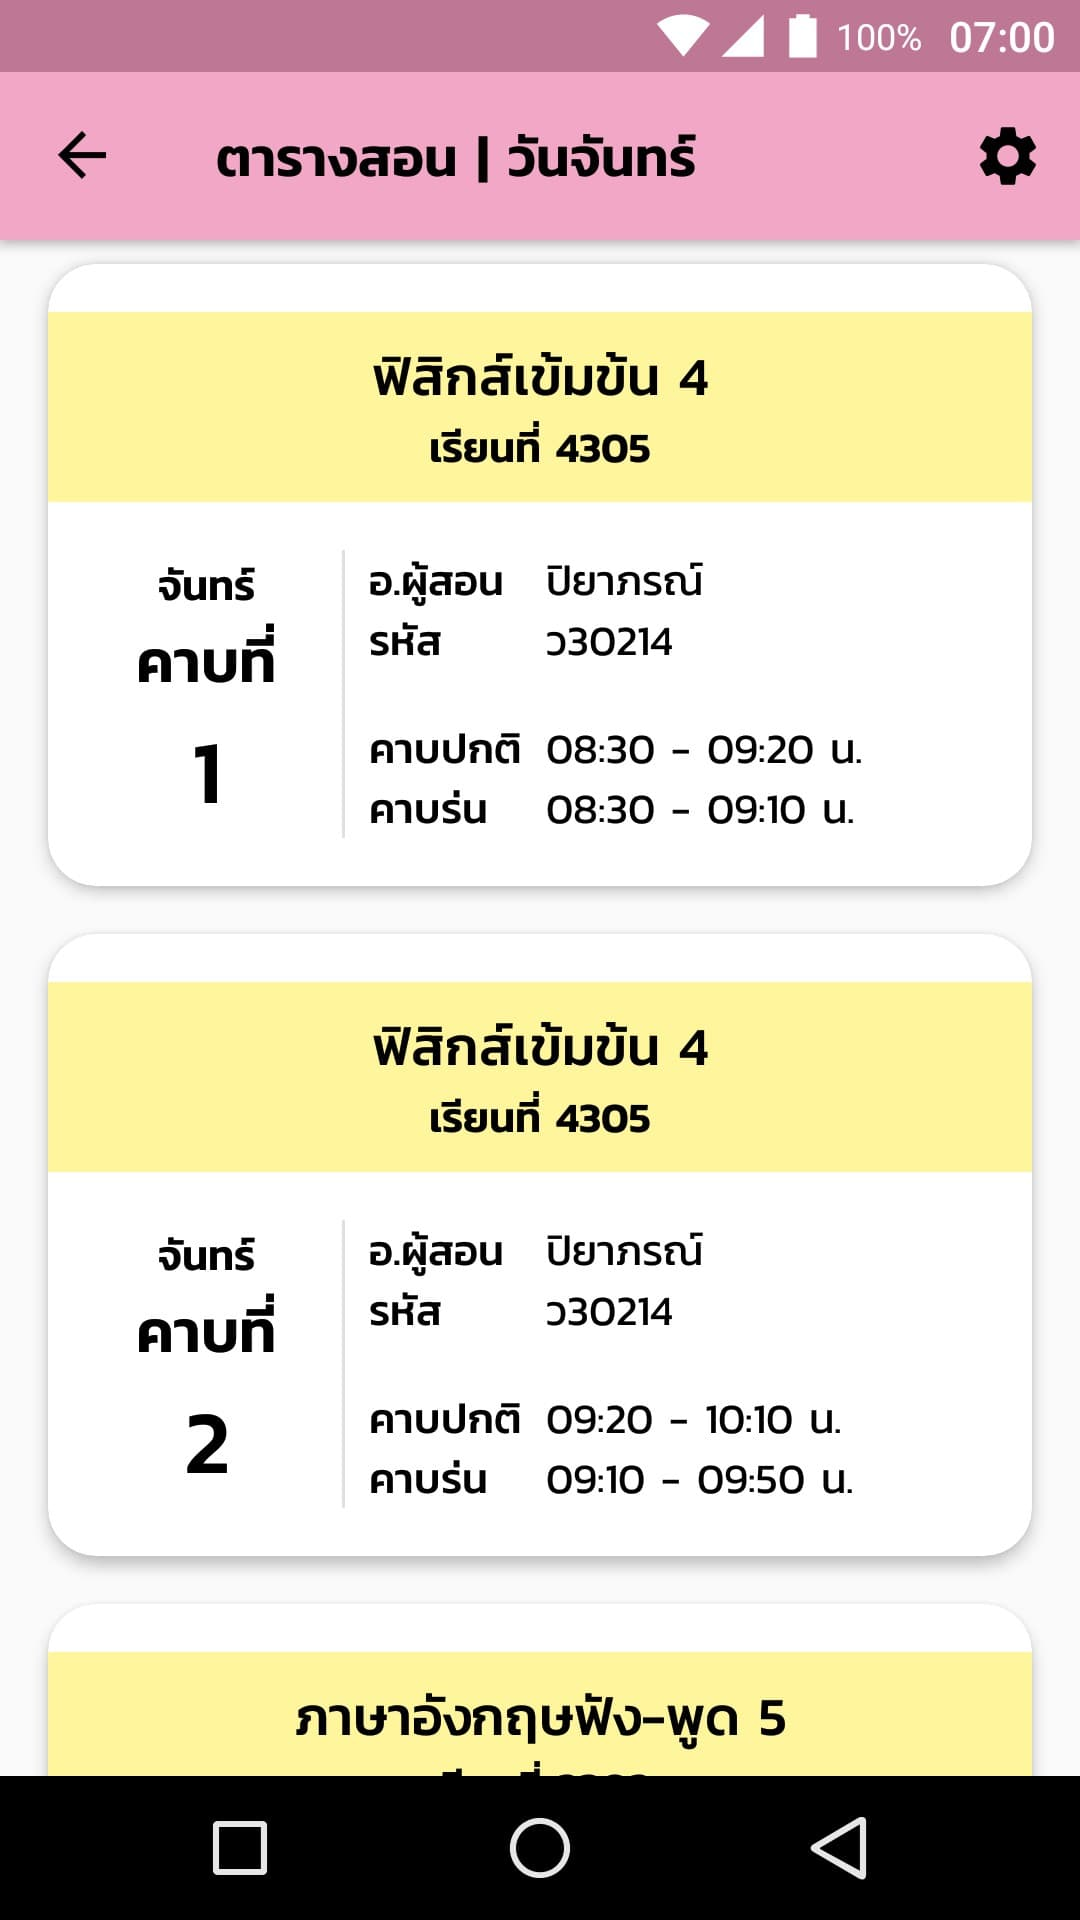 100% 07:00
ตารางสอน | วันจันทร์
ฟิสิกส์เข้มข้น 4
เรียนที่ 4305
จันทร์
คาบที่
1
อ.ผู้สอน ปิยาภรณ์
รหัส ว30214
คาบปกติ 08:30 - 09:20 น.
คาบร่น 08:30 - 09:10 น.
ฟิสิกส์เข้มข้น 4
เรียนที่ 4305
จันทร์
คาบที่
2
อ.ผู้สอน ปิยาภรณ์
รหัส ว30214
คาบปกติ 09:20 - 10:10 น.
คาบร่น 09:10 - 09:50 น.
ภาษาอังกฤษฟัง-พูด 5